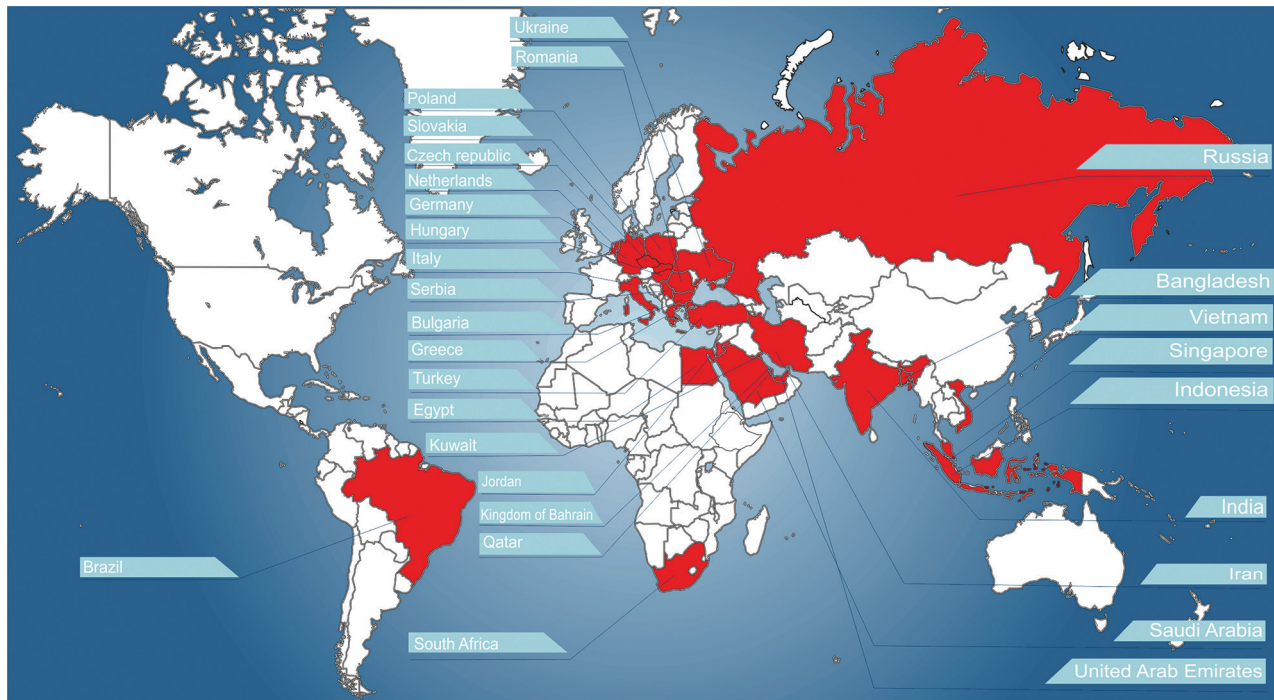 Ukraine
Romania
Poland
Slovakia
Czech republic
Netherlands
Germany
Hungary
Italy
Serbia
Bulgaria
Greece
Turkey
Egypt
Kuwait
Jordan
Kingdom of Bahrain
Qatar
Brazil
South Africa
Russia
Bangladesh
Vietnam
Singapore
Indonesia
India
Iran
Saudi Arabia
United Arab Emirates